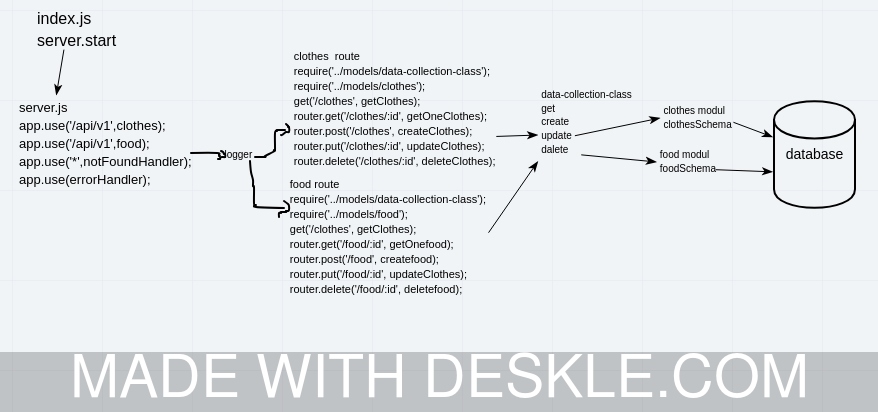 index.js
server.start
server.js
app.use('/api/v1',clothes);
app.use('/api/v1',food);
app.use('*',notFoundHandler);
app.use(errorHandler);
logger
clothes  route
require('../models/data-collection-class');
require('../models/clothes');
get('/clothes', getClothes);
router.get('/clothes/:id', getOneClothes);
router.post('/clothes', createClothes);
router.put('/clothes/:id', updateClothes);
router.delete('/clothes/:id', deleteClothes);
food route
require('../models/data-collection-class');
require('../models/food');
get('/clothes', getClothes);
router.get('/food/:id', getOnefood);
router.post('/food', createfood);
router.put('/food/:id', updateClothes);
router.delete('/food/:id', deletefood);
data-collection-class
get
create
update
dalete
clothes modul
clothesSchema
food modul
foodSchema
database
MADE WITH DESKLE.COM